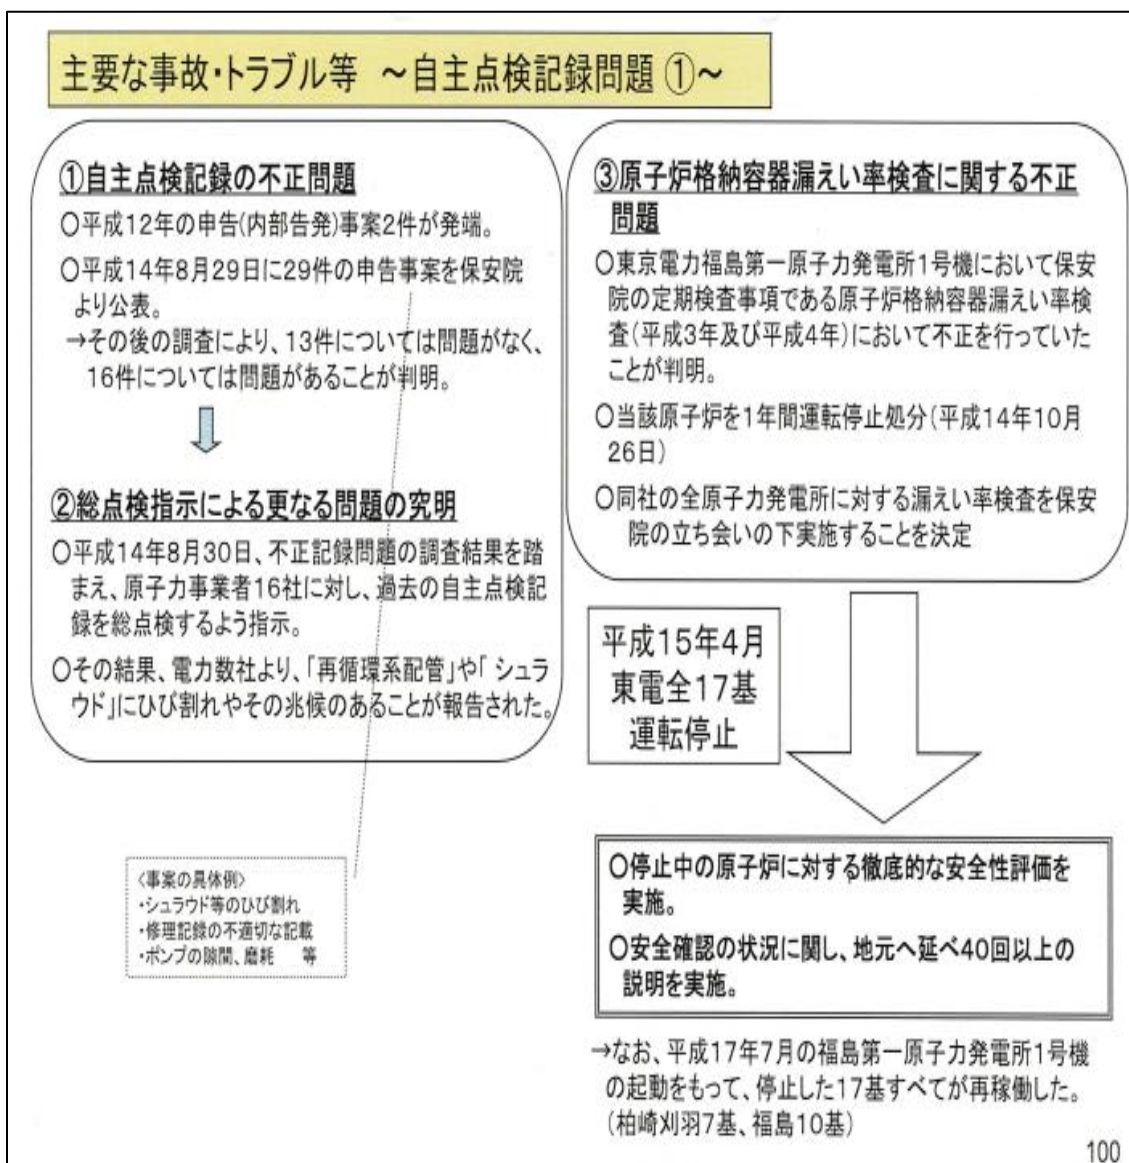 主要な事故・トラブル等 ～自主点検記録問題 ①～
①自主点検記録の不正問題
○平成12年の申告(内部告発)事案2件が発端。
○平成14年8月29日に29件の申告事案を保安院
より公表。
→その後の調査により、13件については問題がなく、
16件については問題があることが判明。
②総点検指示による更なる問題の究明
○平成14年8月30日、不正記録問題の調査結果を踏
まえ、原子力事業者16社に対し、過去の自主点検記
録を総点検するよう指示。
○その結果、電力数社より、「再循環系配管」や「シュラ
ウド」にひび割れやその兆候のあることが報告された。
<事案の具体例>
・シュラウド等のひび割れ
・修理記録の不適切な記載
・ポンプの隙間、磨耗 等
③原子炉格納容器漏えい率検査に関する不正
問題
○東京電力福島第一原子力発電所1号機において保安
院の定期検査事項である原子炉格納容器漏えい率検
査(平成3年及び平成4年)において不正を行っていた
ことが判明。
○当該原子炉を1年間運転停止処分(平成14年10月
26日)
○同社の全原子力発電所に対する漏えい率検査を保安
院の立ち会いの下実施することを決定
平成15年4月
東電全17基
運転停止
○停止中の原子炉に対する徹底的な安全性評価を
実施。
○安全確認の状況に関し、地元へ延べ40回以上の
説明を実施。
→なお、平成17年7月の福島第一原子力発電所1号機
の起動をもって、停止した17基すべてが再稼働した。
(柏崎刈羽7基、福島10基)
100